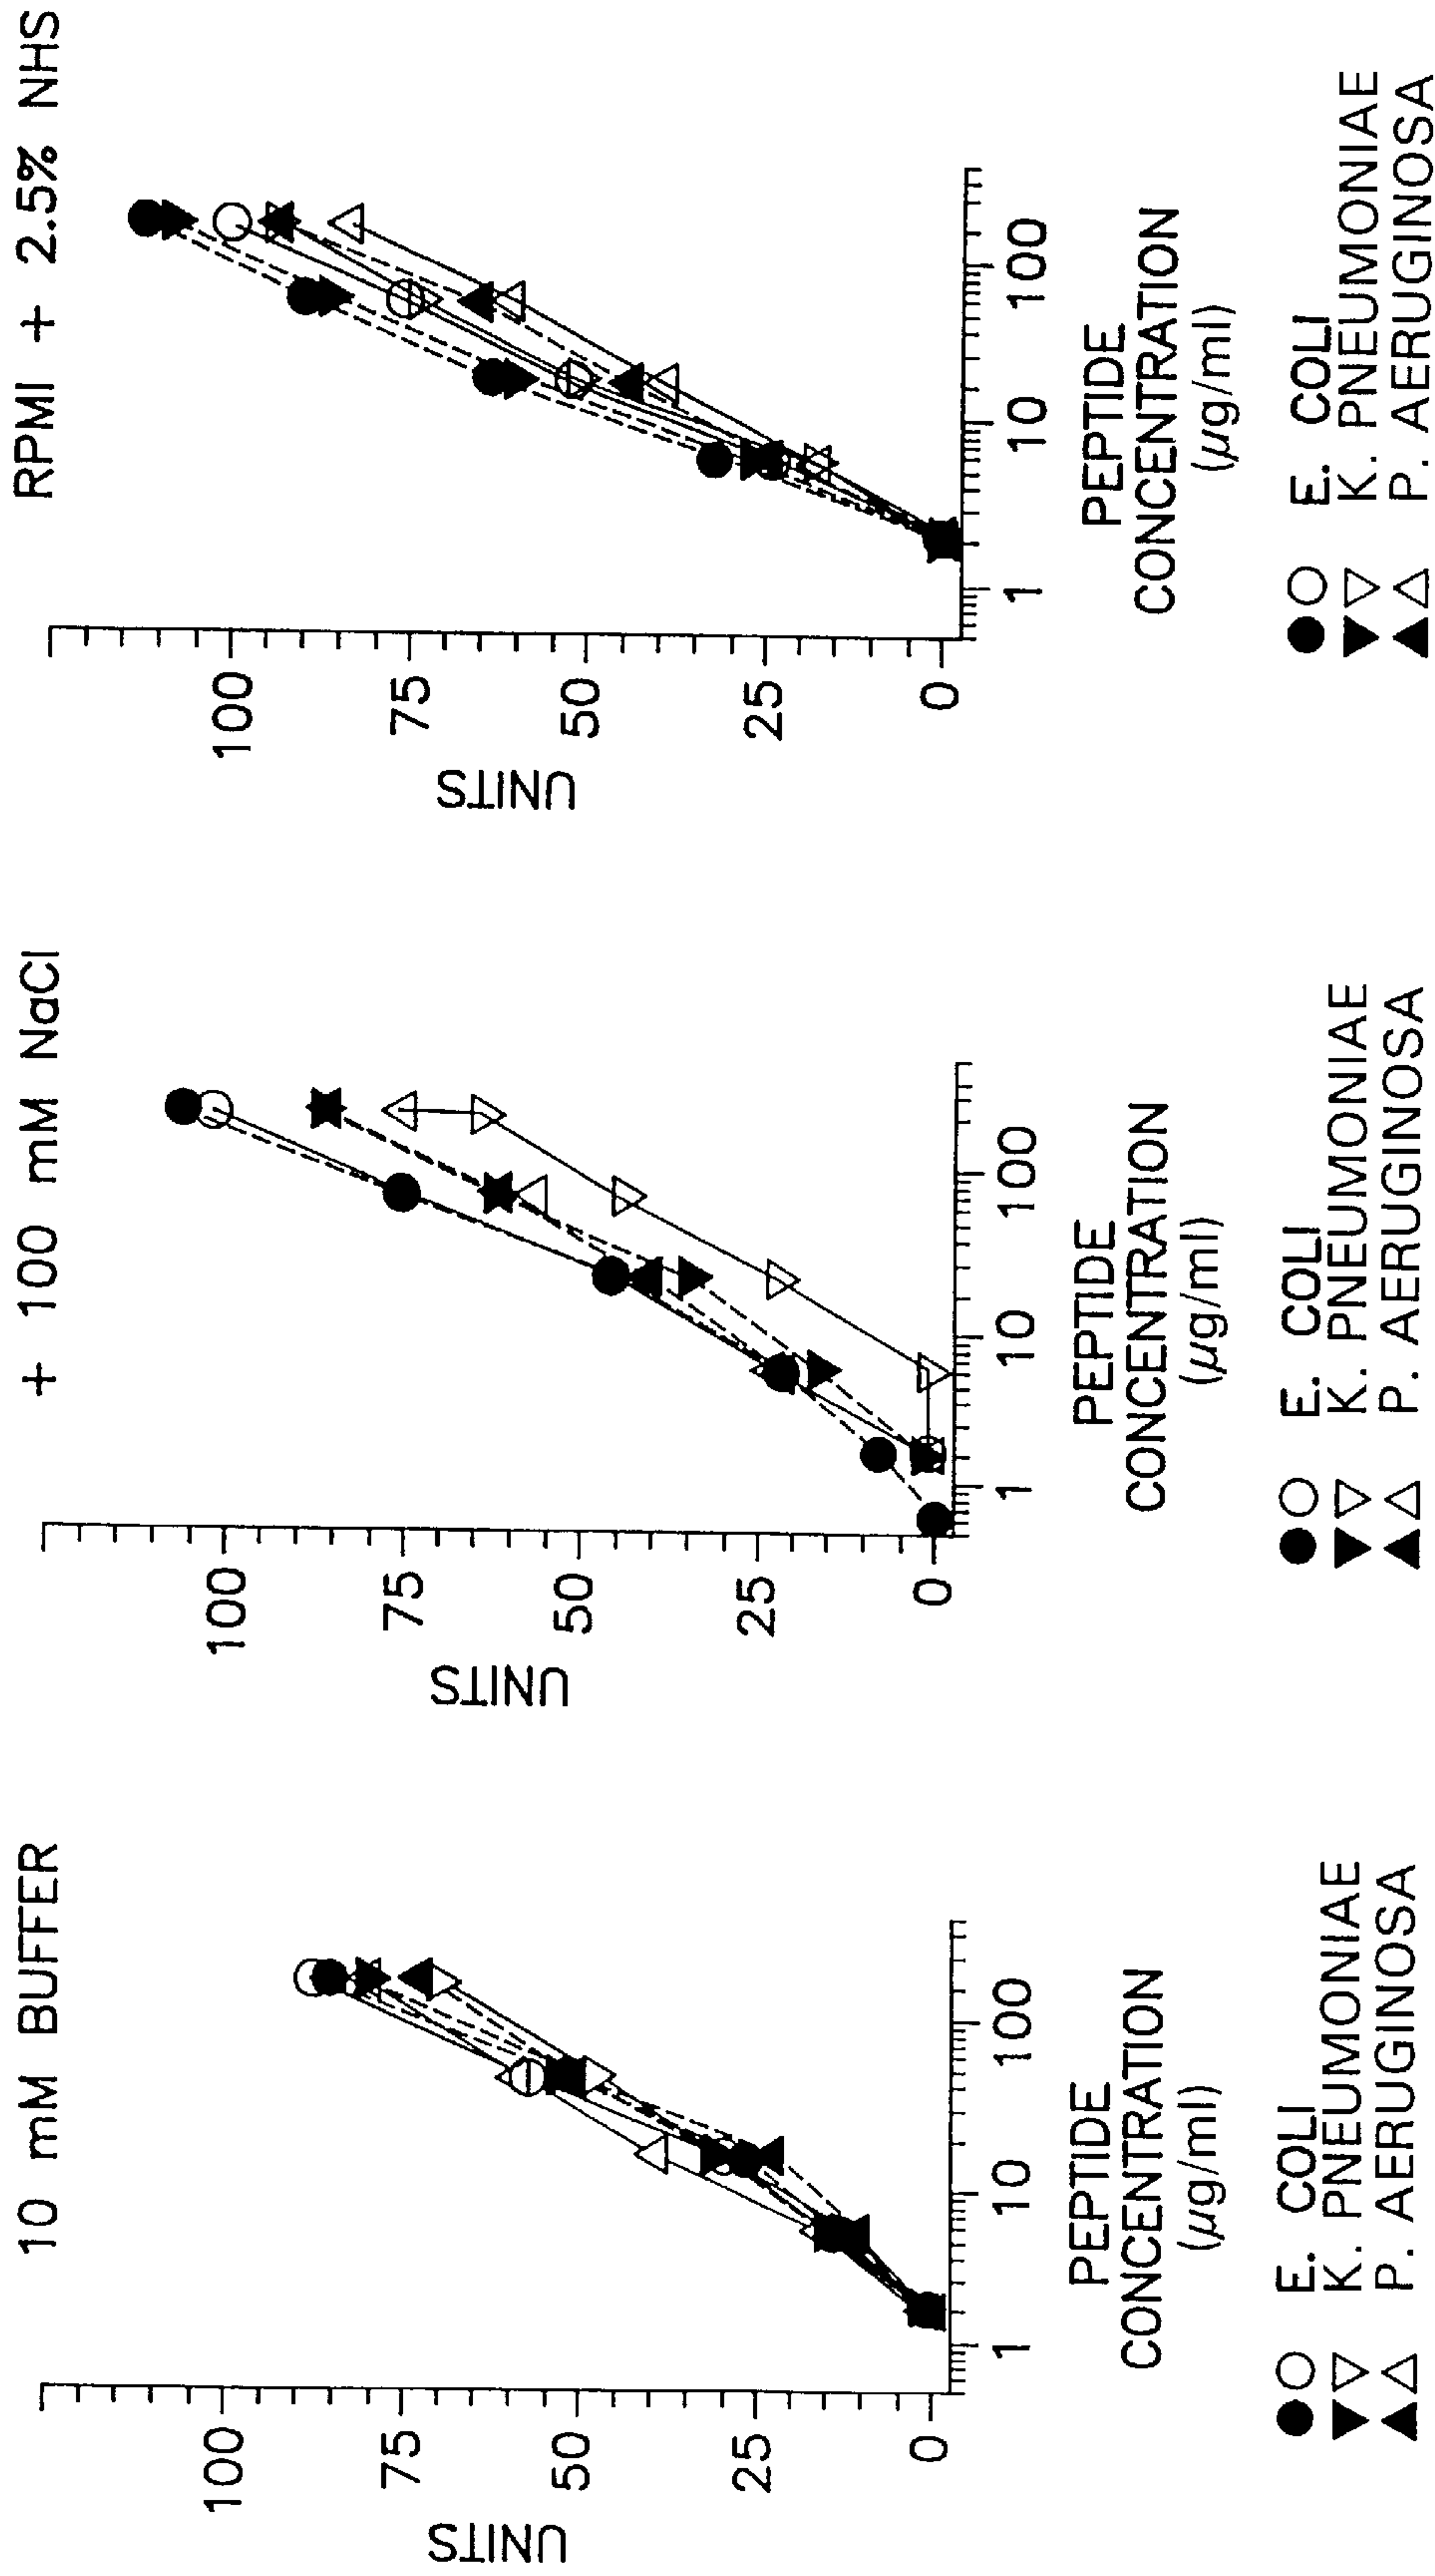 10 mM BUFFER
UNITS
100
75
50
25
0
1
10
100
PEPTIDE
CONCENTRATION
(µg/ml)
E. COLI
K. PNEUMONIAE
P. AERUGINOSA
+ 100 mM NaCl
UNITS
100
75
50
25
0
1
10
100
PEPTIDE
CONCENTRATION
(µg/ml)
E. COLI
K. PNEUMONIAE
P. AERUGINOSA
RPMI + 2.5% NHS
UNITS
100
75
50
25
0
1
10
100
PEPTIDE
CONCENTRATION
(µg/ml)
E. COLI
K. PNEUMONIAE
P. AERUGINOSA